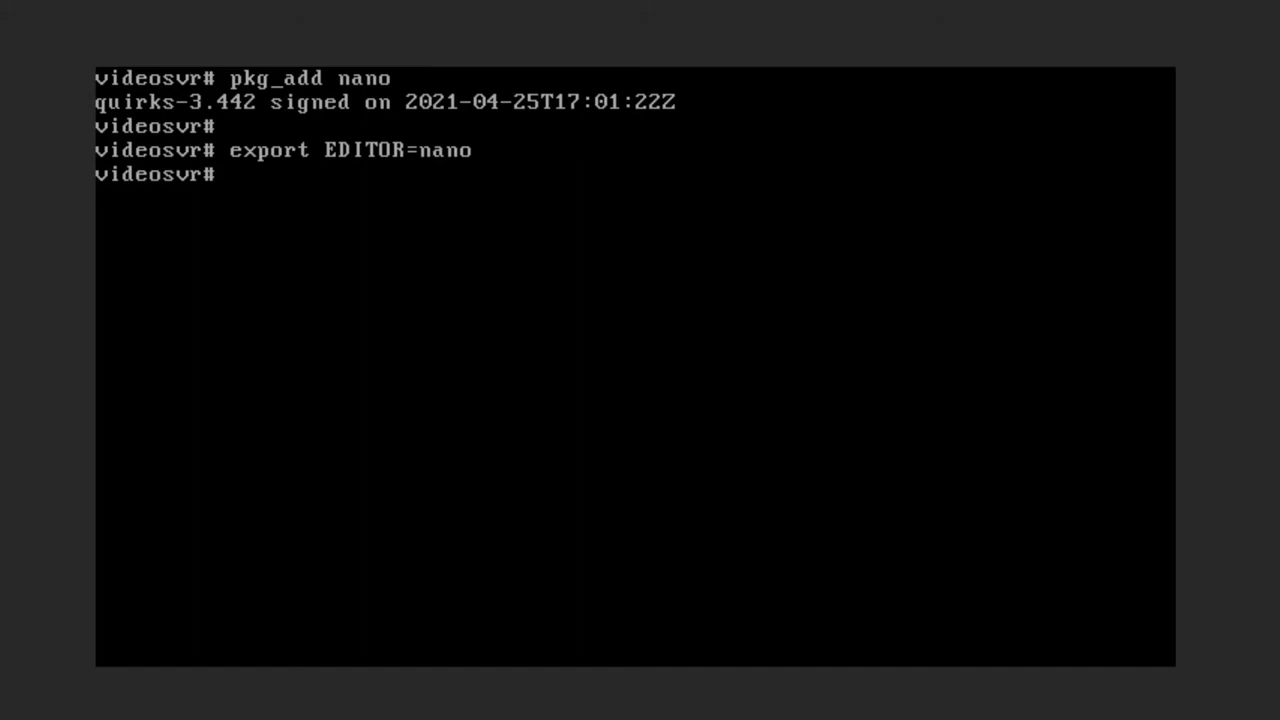 videosvr# pkg_add nano
quirks-3.442 signed on 2021-04-25T17:01:22Z
videosvr#
videosvr# export EDITOR=nano
videosvr#